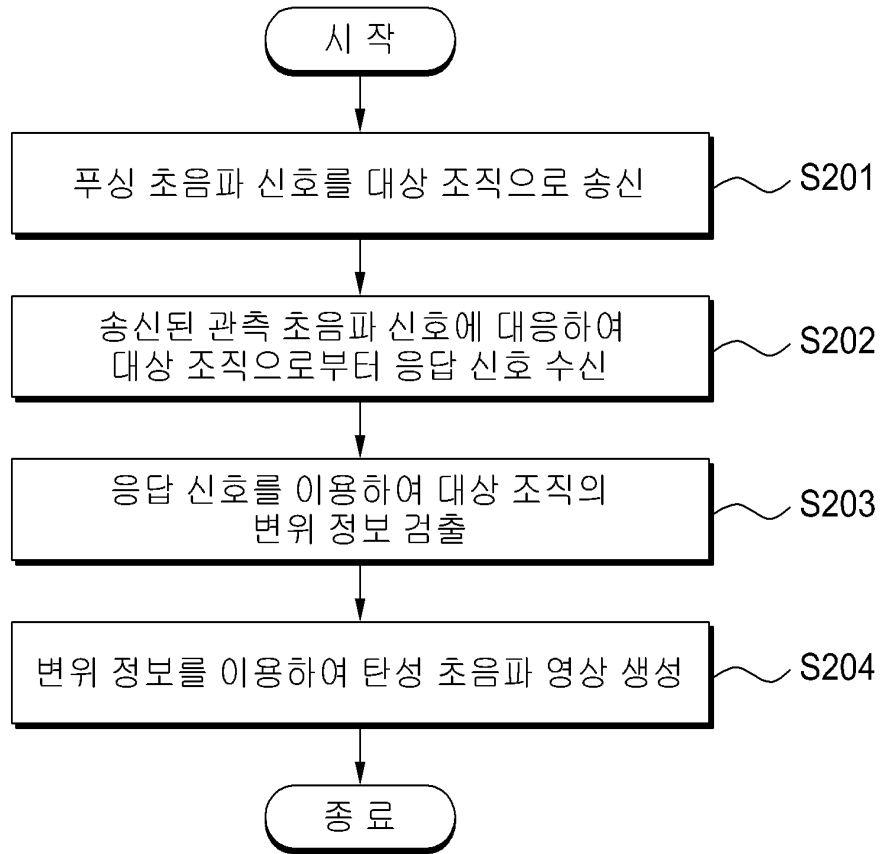 시 작
푸싱 초음파 신호를 대상 조직으로 송신
S201
송신된 관측 초음파 신호에 대응하여
대상 조직으로부터 응답 신호 수신
S202
응답 신호를 이용하여 대상 조직의
변위 정보 검출
S203
변위 정보를 이용하여 탄성 초음파 영상 생성
S204
종 료